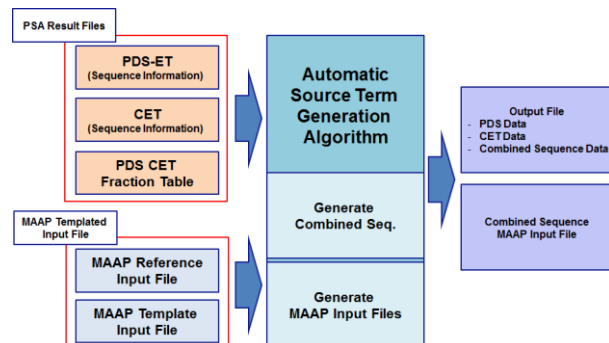 PSA Result Files
PDS-ET
(Sequence Information)
CET
(Sequence Information)
PDS CET
Fraction Table
MAAP Templated
Input File
MAAP Reference
Input File
MAAP Template
Input File
Automatic
Source Term
Generation
Algorithm
Generate
Combined Seq.
Generate
MAAP Input Files
Output File
- PDS Data
- CET Data
- Combined Sequence Data
Combined Sequence
MAAP Input File